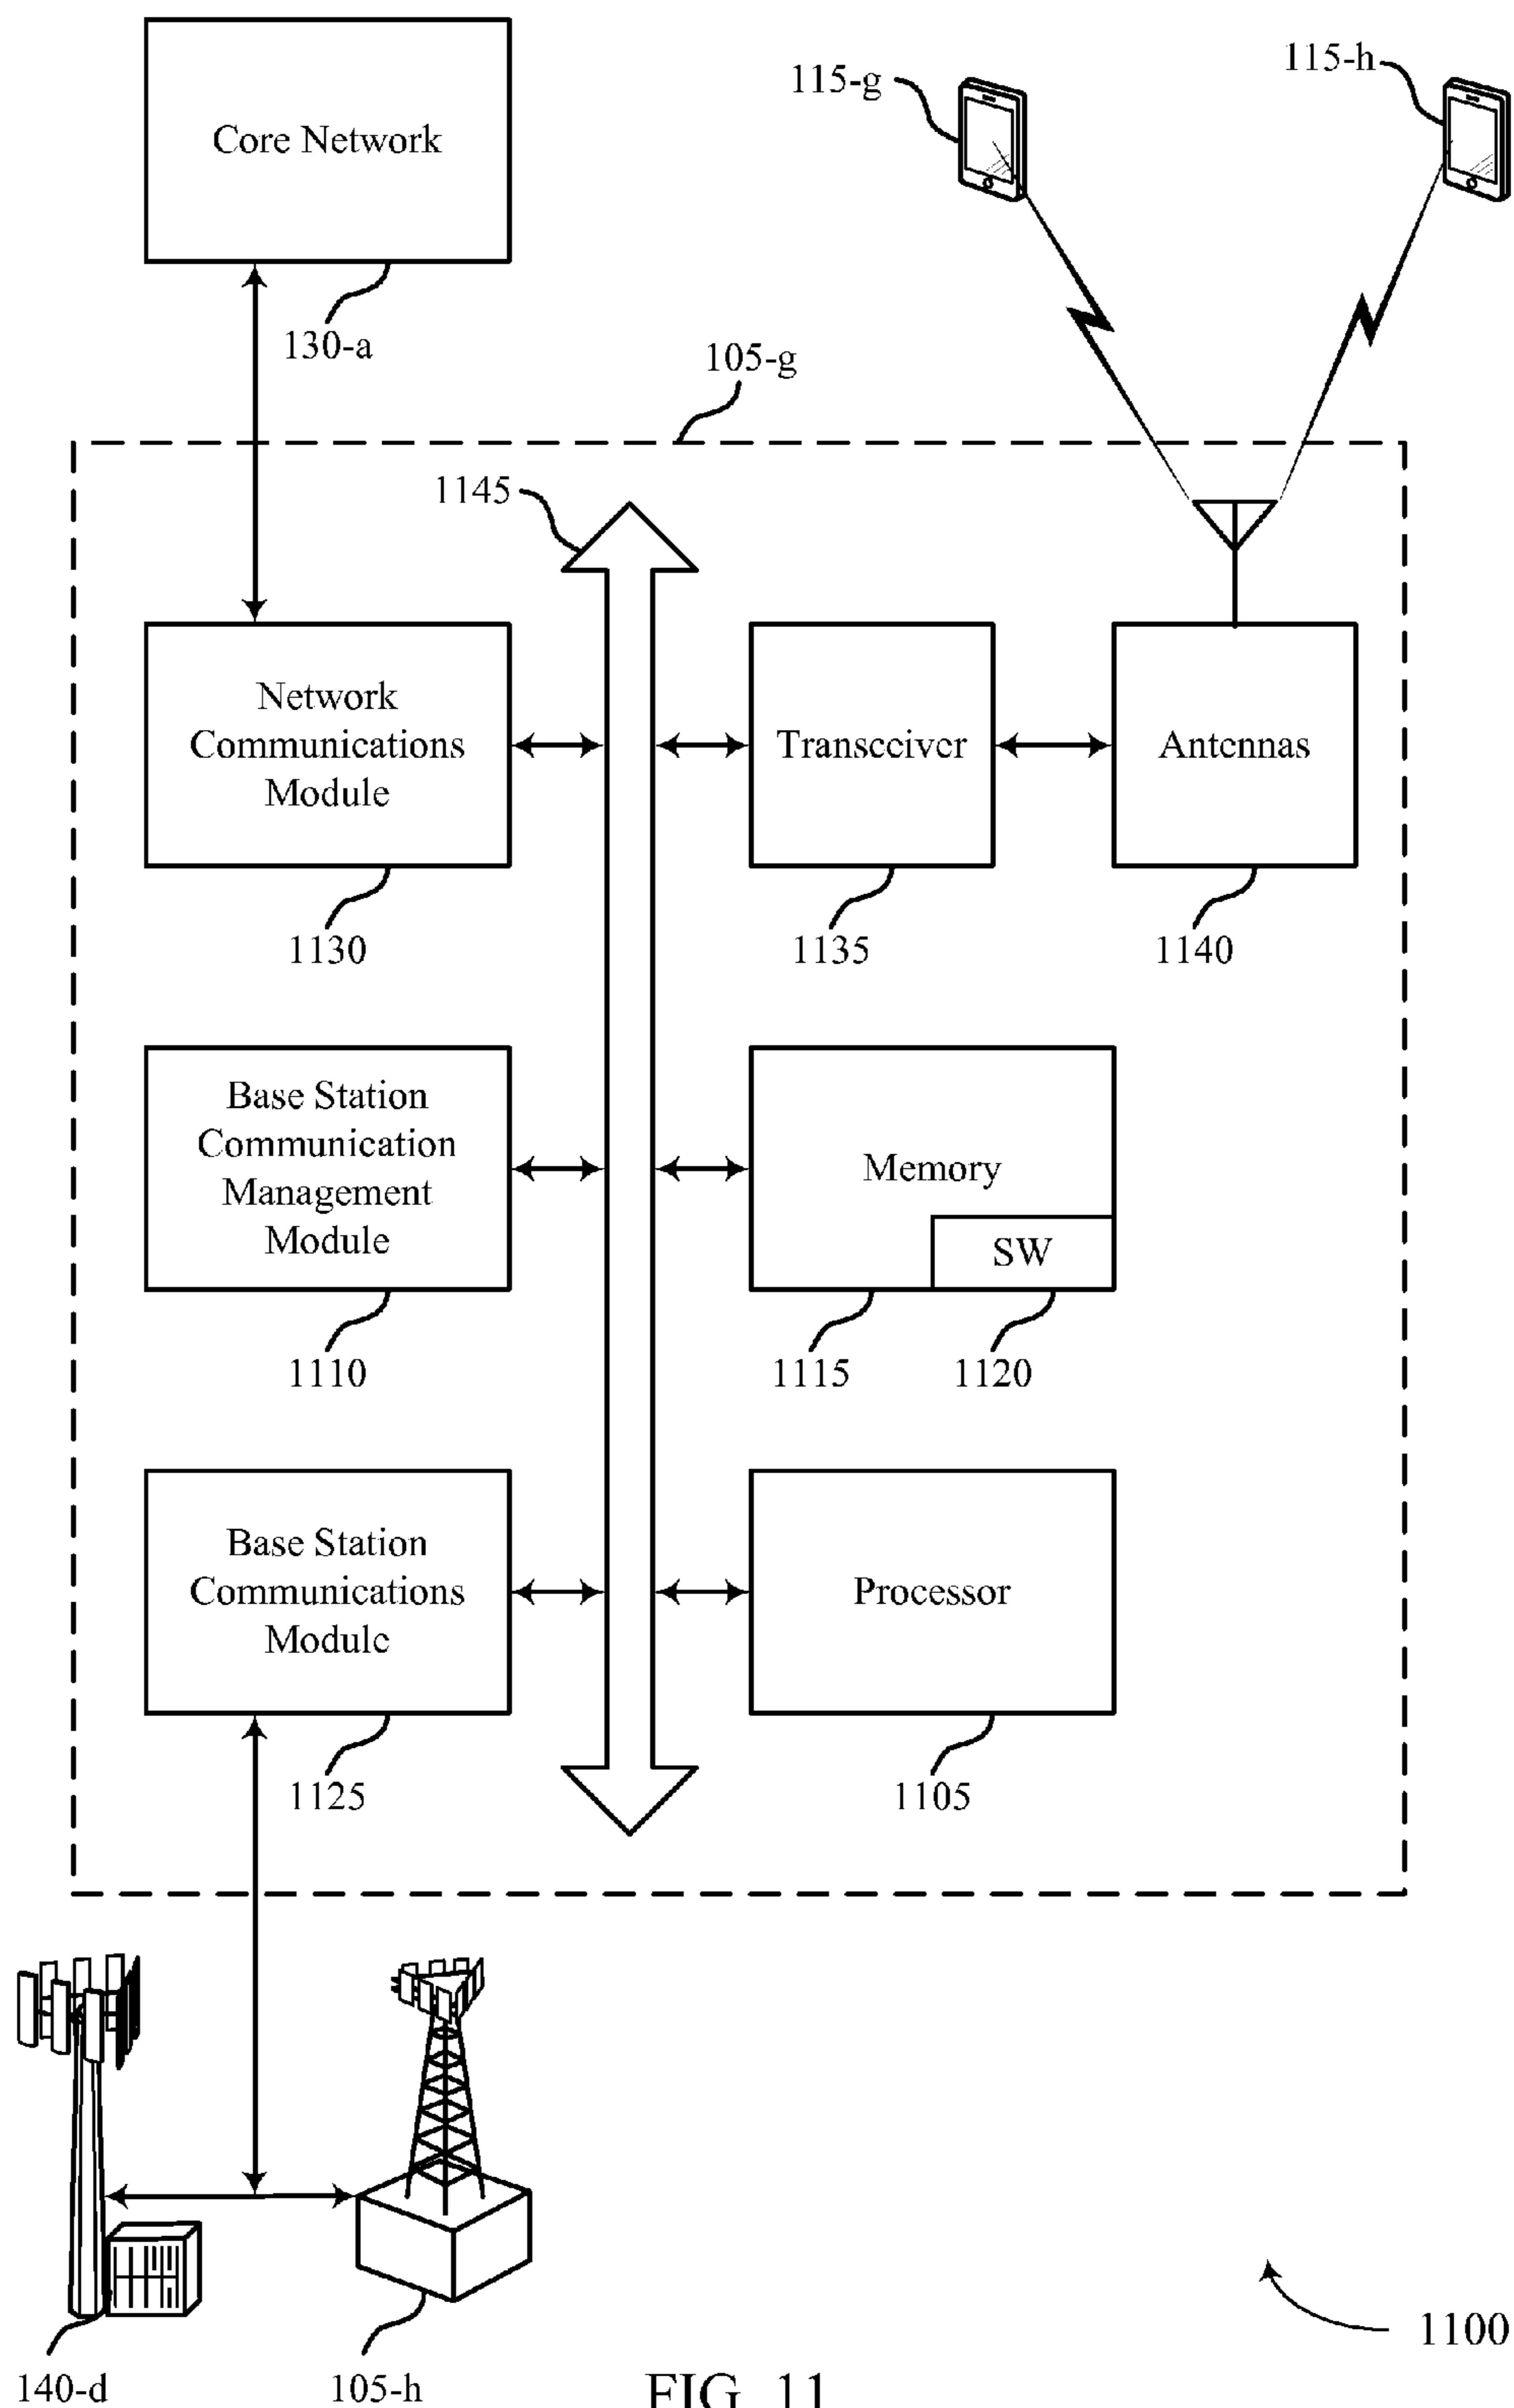 Core Network
130-a
115-g
115-h
105-g
1145
Network
Communications
Module
1130
Transceiver
1135
Antennas
1140
Base Station
Communication
Management
Module
1110
Memory
SW
1115
1120
Base Station
Communications
Module
1125
Processor
1105
140-d
105-h
1100
FIG. 11